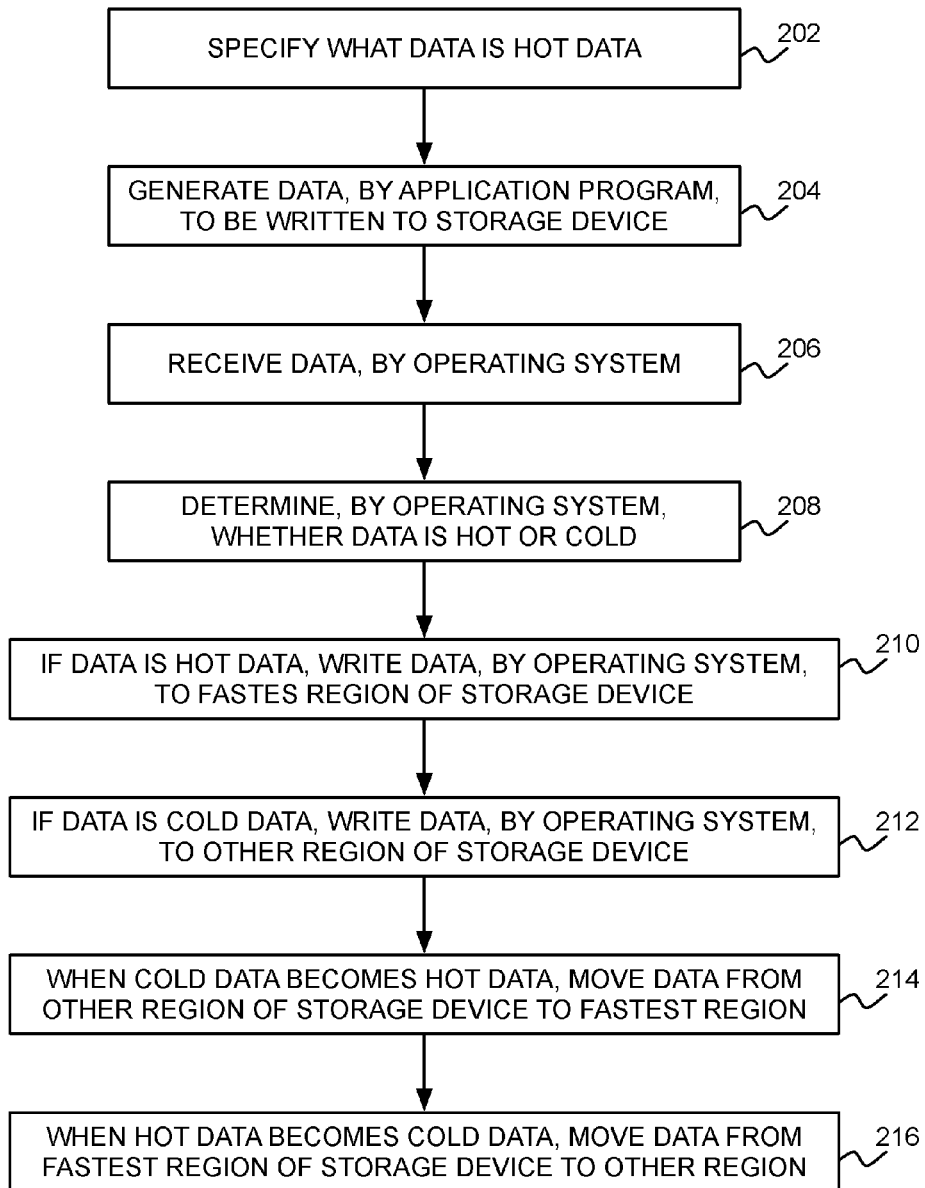 SPECIFY WHAT DATA IS HOT DATA
202
GENERATE DATA, BY APPLICATION PROGRAM,
TO BE WRITTEN TO STORAGE DEVICE
204
RECEIVE DATA, BY OPERATING SYSTEM
206
DETERMINE, BY OPERATING SYSTEM,
WHETHER DATA IS HOT OR COLD
208
IF DATA IS HOT DATA, WRITE DATA, BY OPERATING SYSTEM,
TO FASTES REGION OF STORAGE DEVICE
210
IF DATA IS COLD DATA, WRITE DATA, BY OPERATING SYSTEM,
TO OTHER REGION OF STORAGE DEVICE
212
WHEN COLD DATA BECOMES HOT DATA, MOVE DATA FROM
OTHER REGION OF STORAGE DEVICE TO FASTEST REGION
214
WHEN HOT DATA BECOMES COLD DATA, MOVE DATA FROM
FASTEST REGION OF STORAGE DEVICE TO OTHER REGION
216